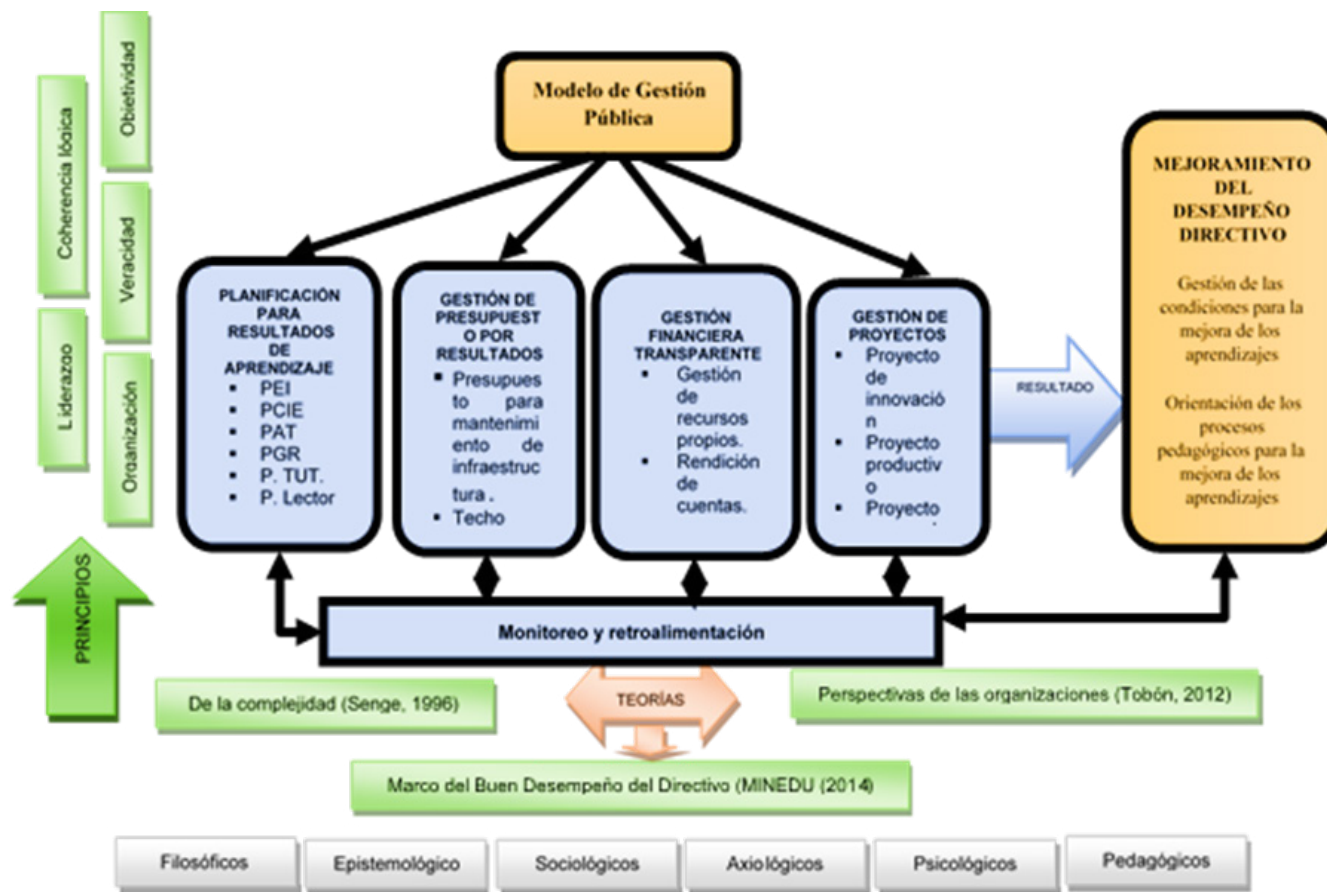 Modelo de Gestión
Pública
Objetividad
Coherencia lógica
Veracidad
Liderazgo
Organización
PRINCIPIOS
PLANIFICACIÓN
PARA
RESULTADOS
DE
APRENDIZAJE
▪ PEI
▪ PCIE
▪ PAT
▪ PGR
▪ P. TUT.
▪ P. Lector
GESTIÓN DE
PRESUPUEST
O POR
RESULTADOS
▪ Presupues
to para
mantenimi
ento de
infraestruc
tura.
▪ Techo
GESTIÓN
FINANCIERA
TRANSPARENTE
▪ Gestión
de
recursos
propios.
▪ Rendición
de
cuentas.
GESTIÓN DE
PROYECTOS
▪ Proyecto
de
innovació
n
▪ Proyecto
productiv
o
▪ Proyecto
RESULTADO
MEJORAMIENTO
DEL
DESEMPEÑO
DIRECTIVO
Gestión de las
condiciones para la
mejora de los
aprendizajes
Orientación de los
procesos
pedagógicos para la
mejora de los
aprendizajes
Monitoreo y retroalimentación
De la complejidad (Senge, 1996)
TEORÍAS
Perspectivas de las organizaciones (Tobón, 2012)
Marco del Buen Desempeño del Directivo (MINEDU (2014)
Filosóficos
Epistemológico
Sociológicos
Axiológicos
Psicológicos
Pedagógicos